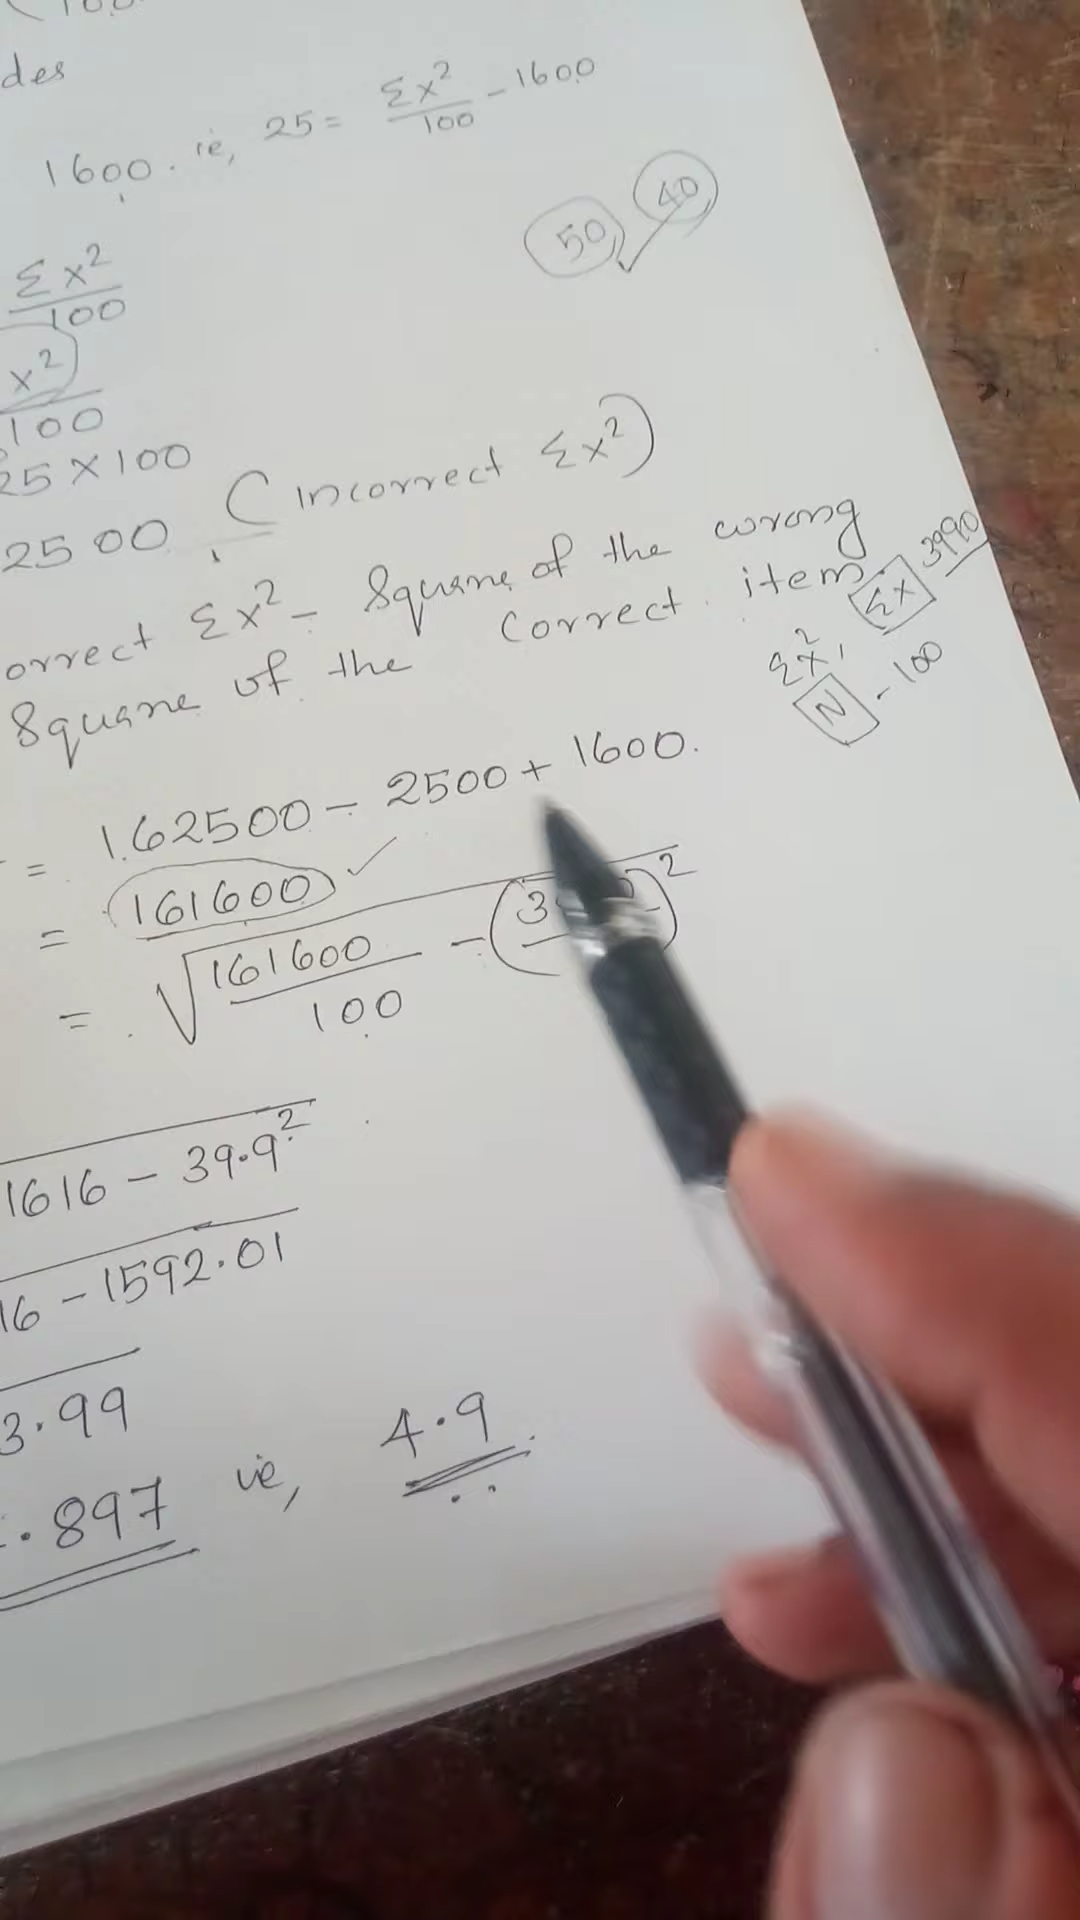 des
1600. ie, 25 = Σx²/100 - 1600
50 40
Σx²/100
x²/100
25 × 100
2500 (Incorrect Σx²)
orrect Σx² - Square of the wrong
Square of the correct item
Σx 3990
Σx²,
N - 100
= 162500 - 2500 + 1600.
= 161600
= √161600/100 - ( )²
1616 - 39.9²
16 - 1592.01
3.99
.897 ie, 4.9